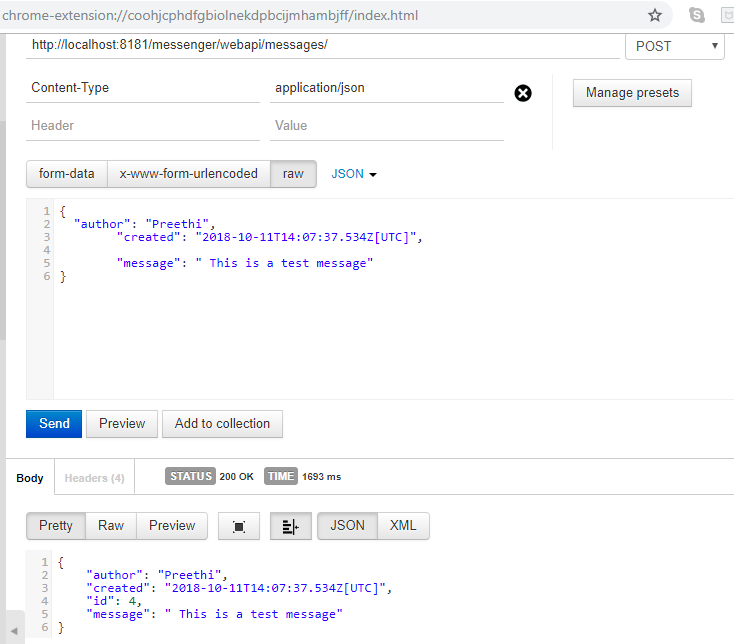 chrome-extension://coohjcphdfgbiolnekdpbcijmhambjff/index.html
http://localhost:8181/messenger/webapi/messages/ POST
Content-Type application/json Manage presets
Header Value
form-data x-www-form-urlencoded raw JSON
1 {
2 "author": "Preethi",
3 "created": "2018-10-11T14:07:37.534Z[UTC]",
4
5 "message": " This is a test message"
6 }
Send Preview Add to collection
Body Headers (4) STATUS 200 OK TIME 1693 ms
Pretty Raw Preview JSON XML
1 {
2 "author": "Preethi",
3 "created": "2018-10-11T14:07:37.534Z[UTC]",
4 "id": 4,
5 "message": " This is a test message"
6 }